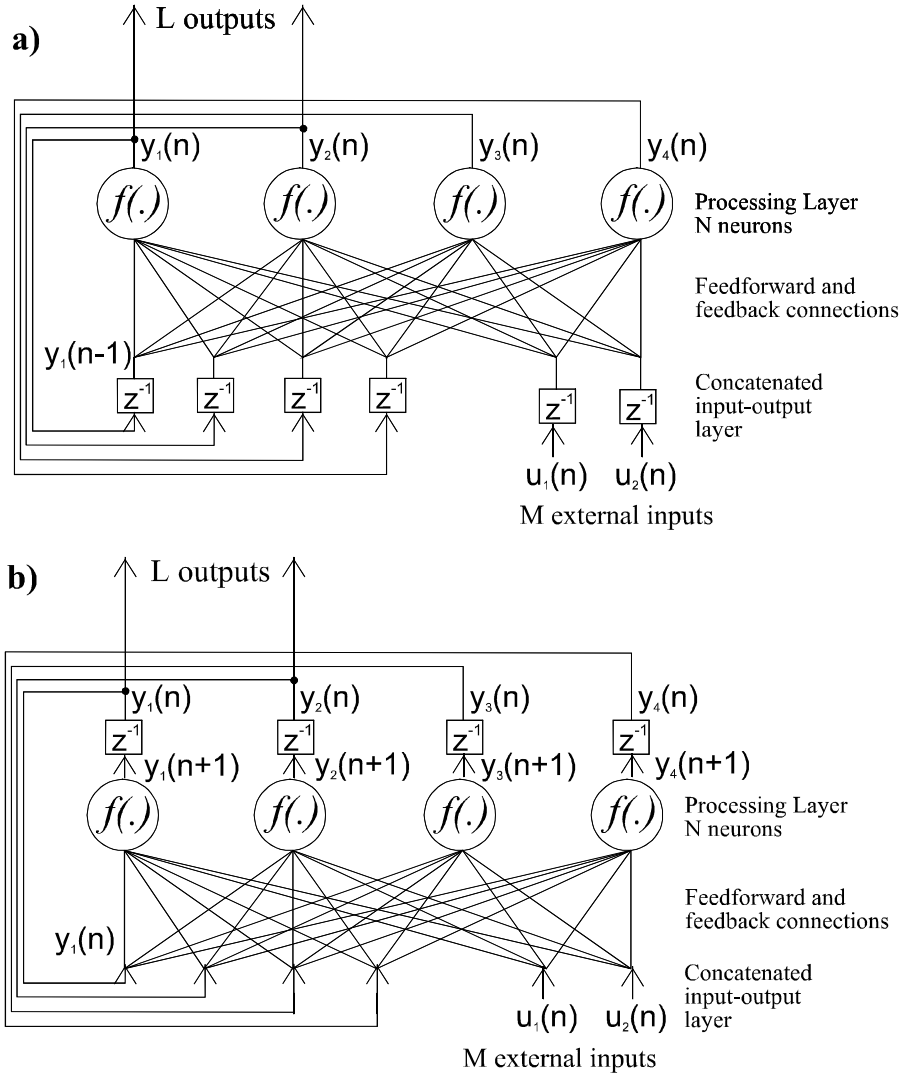 a)
L outputs
y₁(n) y₂(n) y₃(n) y₄(n)
f(.) f(.) f(.) f(.)
Processing Layer
N neurons
Feedforward and
feedback connections
y₁(n-1)
z⁻¹ z⁻¹ z⁻¹ z⁻¹ z⁻¹ z⁻¹
Concatenated
input-output
layer
u₁(n) u₂(n)
M external inputs
b)
L outputs
y₁(n) y₂(n) y₃(n) y₄(n)
z⁻¹ z⁻¹ z⁻¹ z⁻¹
y₁(n+1) y₂(n+1) y₃(n+1) y₄(n+1)
f(.) f(.) f(.) f(.)
Processing Layer
N neurons
Feedforward and
feedback connections
y₁(n)
Concatenated
input-output
layer
u₁(n) u₂(n)
M external inputs